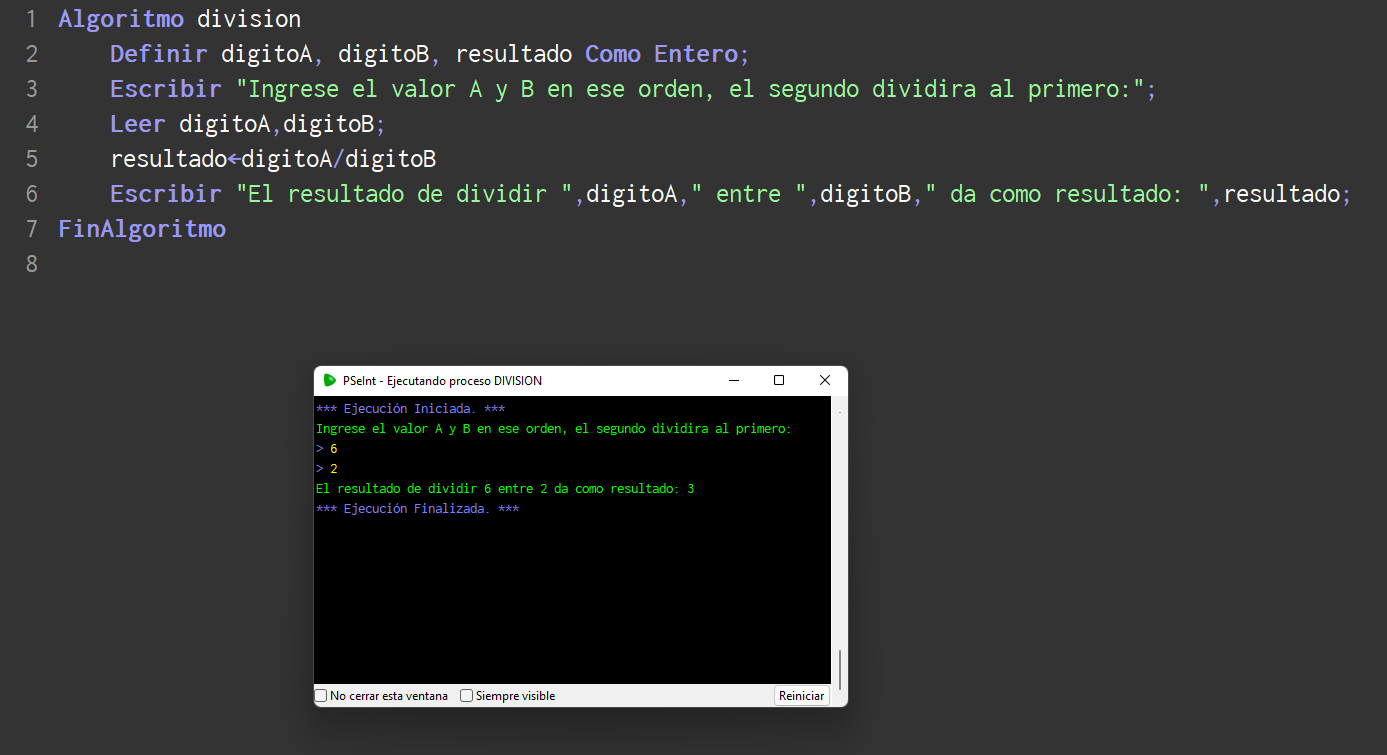 1 Algoritmo division
2 Definir digitoA, digitoB, resultado Como Entero;
3 Escribir "Ingrese el valor A y B en ese orden, el segundo dividira al primero:";
4 Leer digitoA,digitoB;
5 resultado←digitoA/digitoB
6 Escribir "El resultado de dividir ",digitoA," entre ",digitoB," da como resultado: ",resultado;
7 FinAlgoritmo
8
PSeInt - Ejecutando proceso DIVISION
*** Ejecución Iniciada. ***
Ingrese el valor A y B en ese orden, el segundo dividira al primero:
> 6
> 2
El resultado de dividir 6 entre 2 da como resultado: 3
*** Ejecución Finalizada. ***
No cerrar esta ventana Siempre visible Reiniciar